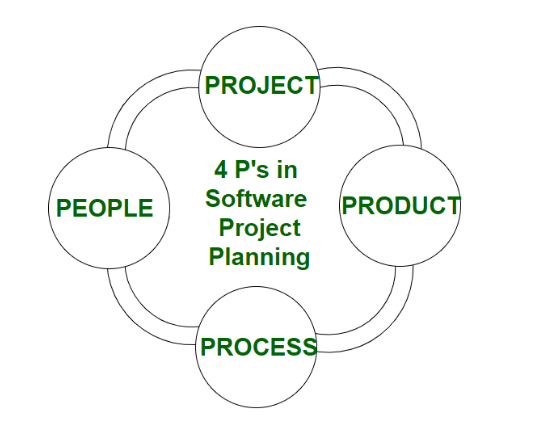 PROJECT
4 P's in
Software
Project
Planning
PEOPLE
PRODUCT
PROCESS